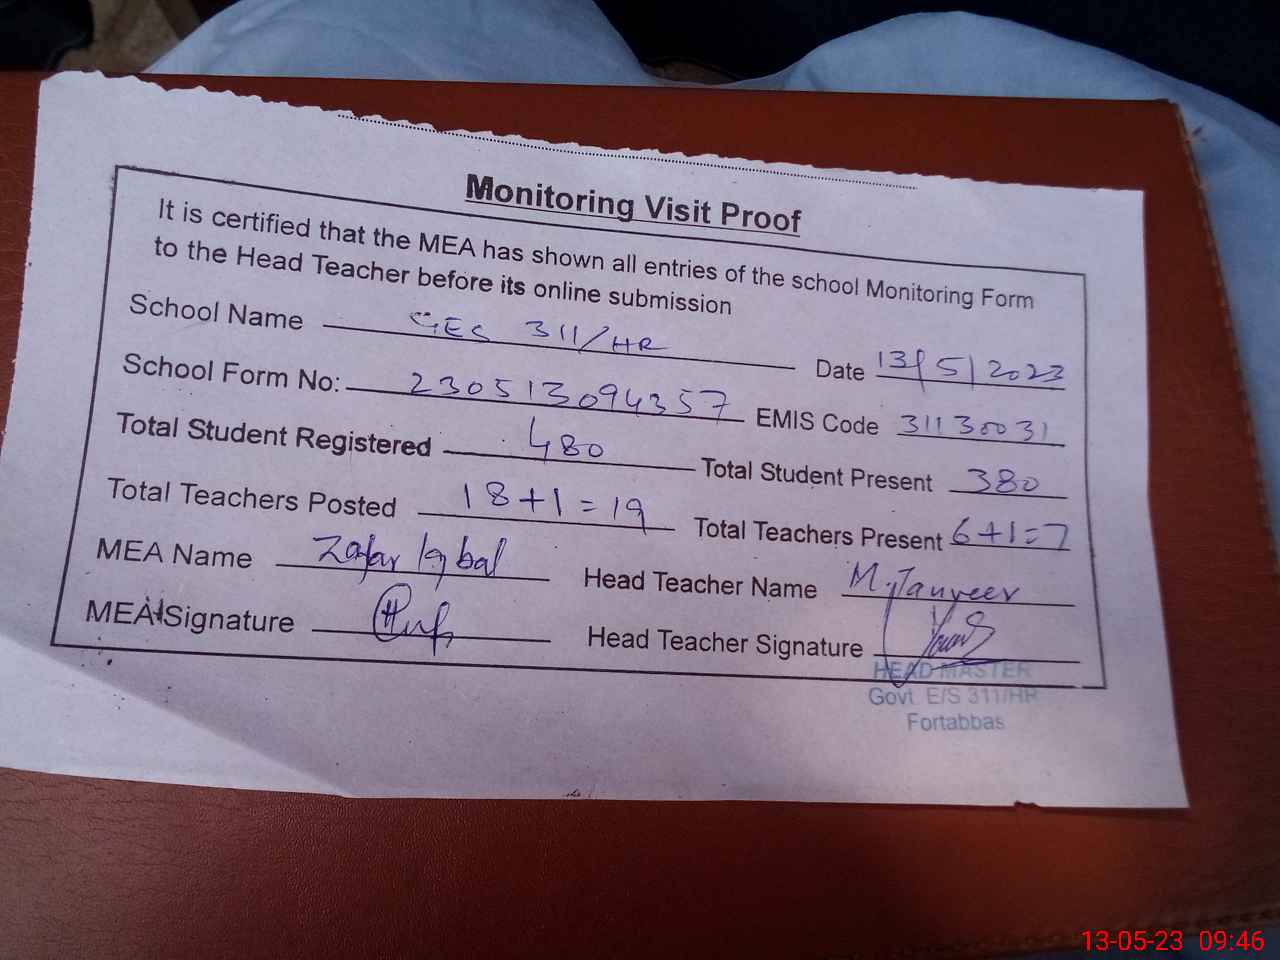 Monitoring Visit Proof
It is certified that the MEA has shown all entries of the school Monitoring Form
to the Head Teacher before its online submission
School Name GES 311/HR Date 13/5/2023
School Form No: 230513094357 EMIS Code 31130031
Total Student Registered 480 Total Student Present 380
Total Teachers Posted 18+1=19 Total Teachers Present 6+1=7
MEA Name Zafar Iqbal Head Teacher Name M. Tanveer
MEA Signature Head Teacher Signature
HEAD MASTER
Govt. E/S 311/HR
Fortabbas
13-05-23 09:46